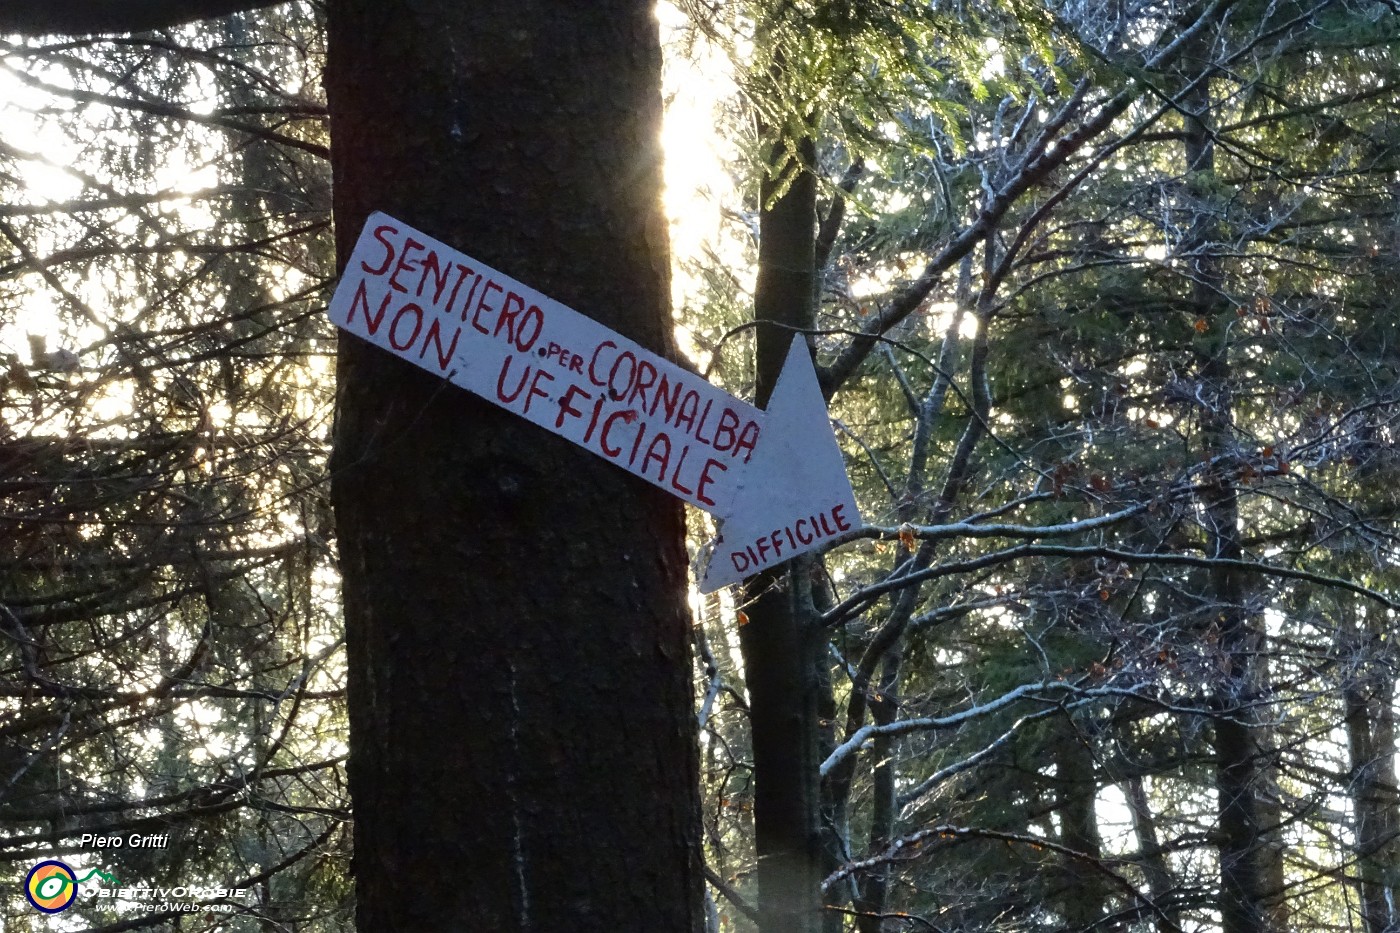 SENTIERO.PER CORNALBA
NON UFFICIALE
DIFFICILE
Piero Gritti
OBIETTIVOROBIE
www.PieroWeb.com